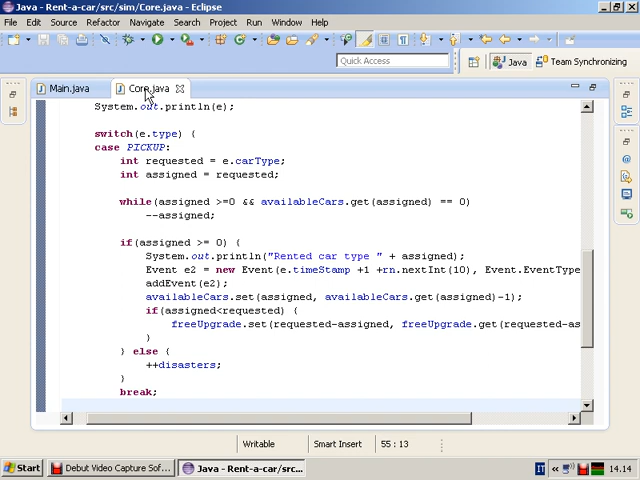 Java - Rent-a-car/src/sim/Core.java - Eclipse
File Edit Source Refactor Navigate Search Project Run Window Help
Quick Access
Java
Team Synchronizing
Main.java
Core.java
System.out.println(e);
switch(e.type) {
case PICKUP:
int requested = e.carType;
int assigned = requested;
while(assigned >=0 && availableCars.get(assigned) == 0)
--assigned;
if(assigned >= 0) {
System.out.println("Rented car type " + assigned);
Event e2 = new Event(e.timeStamp +1 +rn.nextInt(10), Event.EventType
addEvent(e2);
availableCars.set(assigned, availableCars.get(assigned)-1);
if(assigned<requested) {
freeUpgrade.set(requested-assigned, freeUpgrade.get(requested-as
}
} else {
++disasters;
}
break;
Writable
Smart Insert
55 : 13
Start
Debut Video Capture Sof...
Java - Rent-a-car/src...
IT
14.14